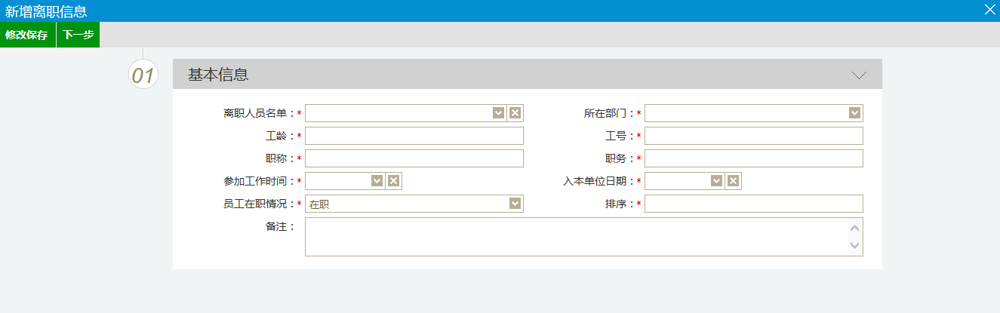 新增离职信息
修改保存 下一步
01 基本信息
离职人员名单：* 所在部门：*
工龄：* 工号：*
职称：* 职务：*
参加工作时间：* 入本单位日期：*
员工在职情况：* 在职 排序：*
备注：